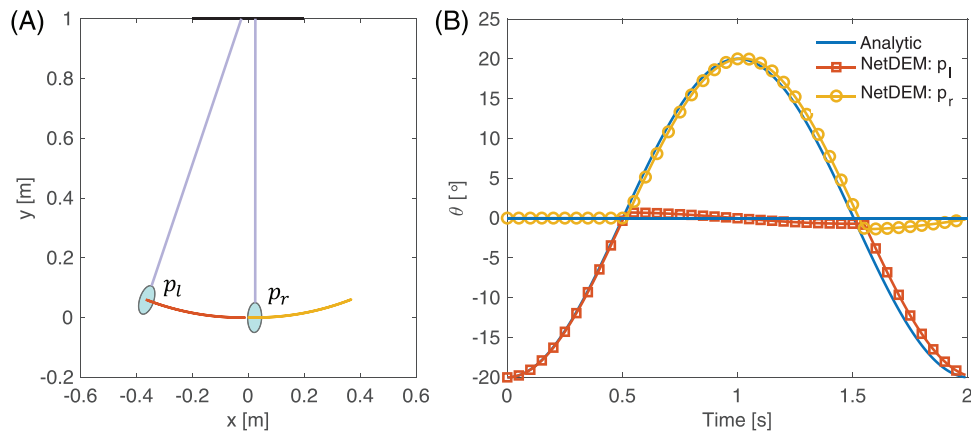 (A)
y [m]
1
0.8
0.6
0.4
0.2
0
-0.2
p_l
p_r
-0.6 -0.4 -0.2 0 0.2 0.4 0.6
x [m]
(B)
θ [°]
25
20
15
10
5
0
-5
-10
-15
-20
Analytic
NetDEM: p_l
NetDEM: p_r
0 0.5 1 1.5 2
Time [s]